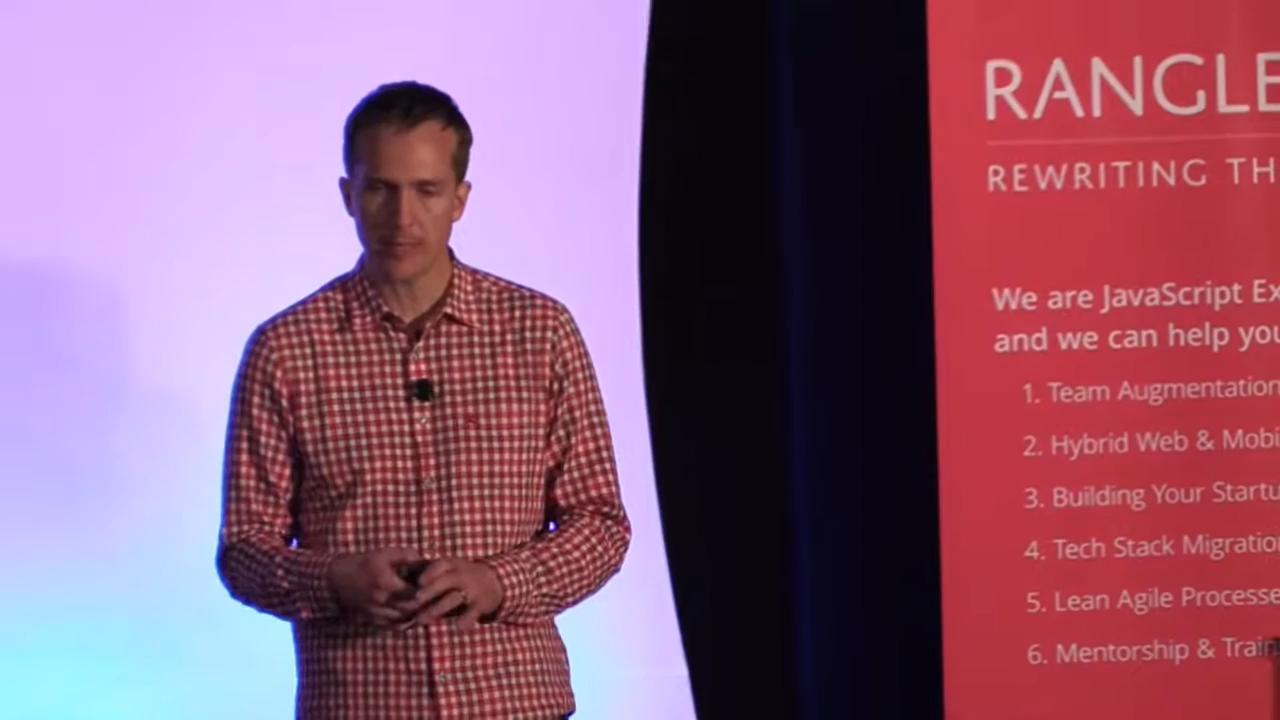 RANGLE
REWRITING TH
We are JavaScript Ex
and we can help you
1. Team Augmentation
2. Hybrid Web & Mobi
3. Building Your Startu
4. Tech Stack Migration
5. Lean Agile Processe
6. Mentorship & Train